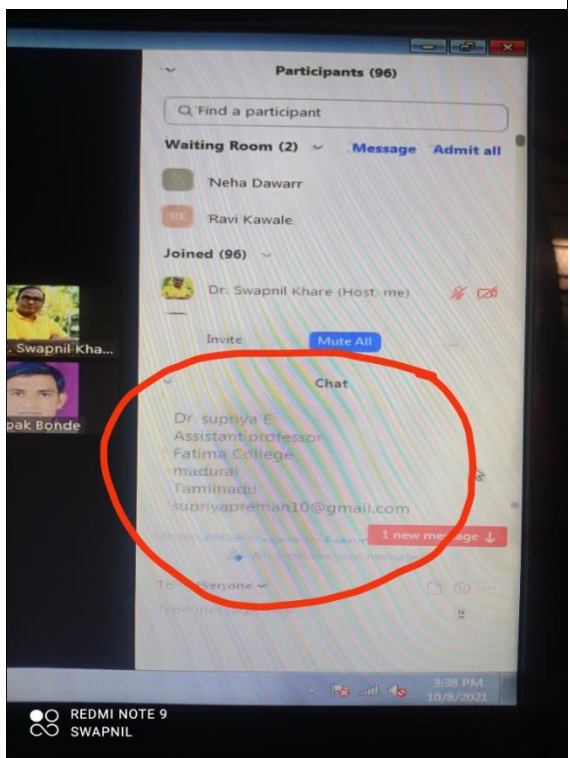 Participants (96)
Find a participant
Waiting Room (2)
Message
Admit all
Neha Dawarr
RK
Ravi Kawale
Joined (96)
Dr. Swapnil Khare (Host, me)
Invite
Mute All
. Swapnil Kha...
pak Bonde
Chat
Dr. supriya E
Assistant professor
Fatima College
madurai
Tamilnadu
supriyapreman10@gmail.com
1 new message
To
Everyone
3:38 PM
10/8/2021
REDMI NOTE 9
SWAPNIL